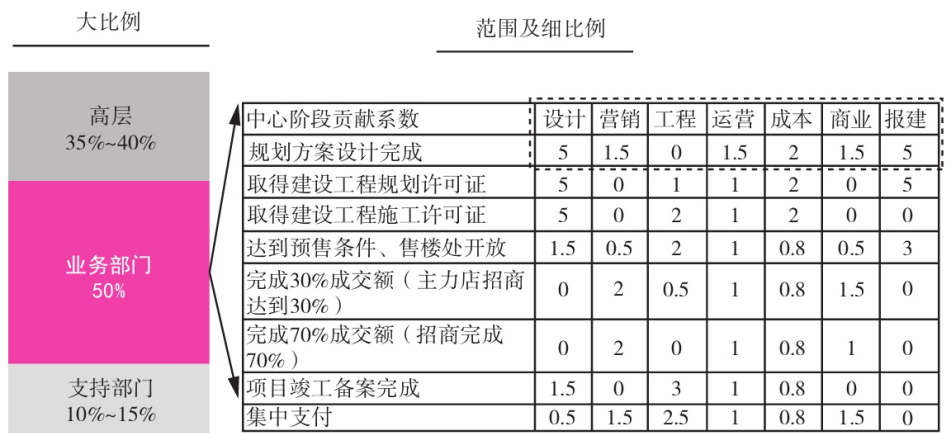 大比例
范围及细比例
高层
35%~40%
业务部门
50%
支持部门
10%~15%
中心阶段贡献系数 设计 营销 工程 运营 成本 商业 报建
规划方案设计完成 5 1.5 0 1.5 2 1.5 5
取得建设工程规划许可证 5 0 1 1 2 0 5
取得建设工程施工许可证 5 0 2 1 2 0 0
达到预售条件、售楼处开放 1.5 0.5 2 1 0.8 0.5 3
完成30%成交额（主力店招商
达到30%） 0 2 0.5 1 0.8 1.5 0
完成70%成交额（招商完成
70%） 0 2 0 1 0.8 1 0
项目竣工备案完成 1.5 0 3 1 0.8 0 0
集中支付 0.5 1.5 2.5 1 0.8 1.5 0